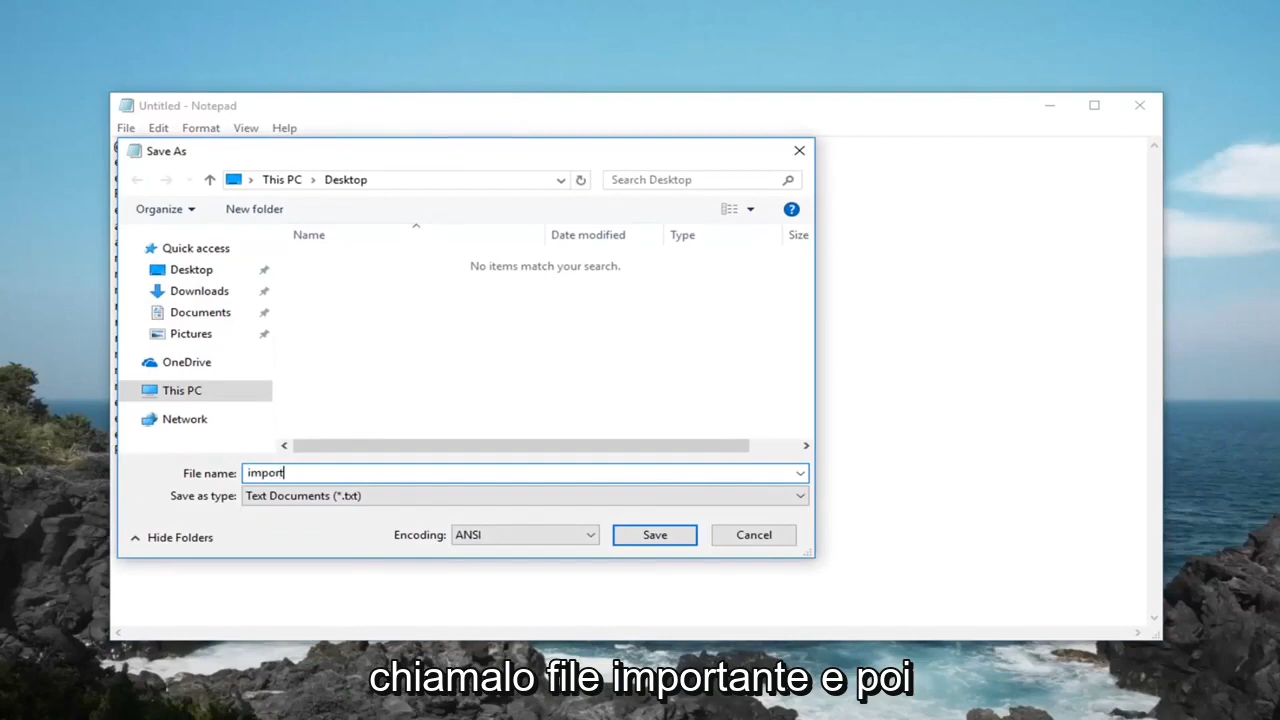 Untitled - Notepad
File Edit Format View Help
Save As
This PC > Desktop
Search Desktop
Organize New folder
Name Date modified Type Size
Quick access
No items match your search.
Desktop
Downloads
Documents
Pictures
OneDrive
This PC
Network
File name: import
Save as type: Text Documents (*.txt)
Hide Folders
Encoding: ANSI Save Cancel
chiamalo file importante e poi